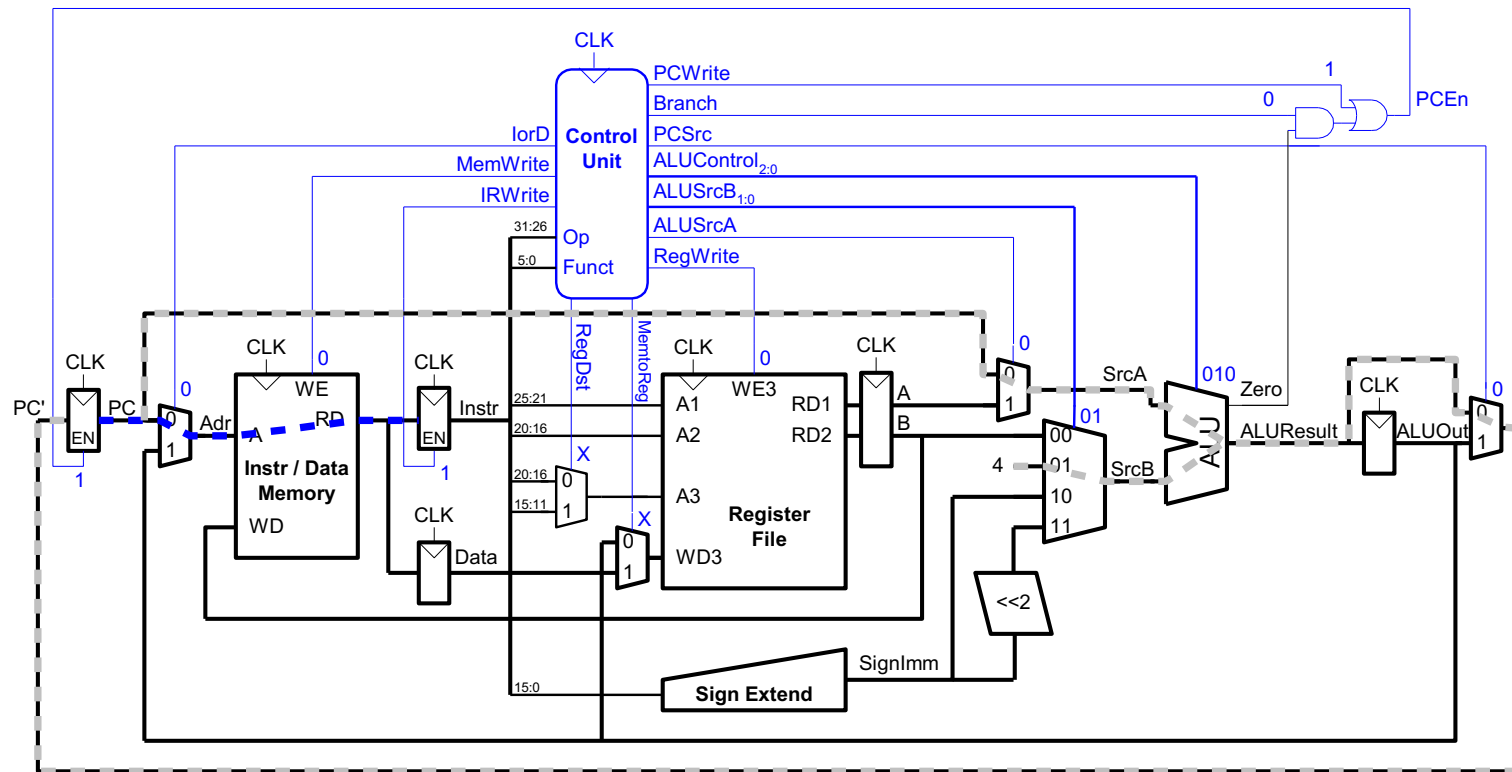 CLK
PCWrite
1
Branch
0
PCEn
IorD
Control
Unit
PCSrc
MemWrite
ALUControl2:0
IRWrite
ALUSrcB1:0
31:26
Op
ALUSrcA
5:0
Funct
RegWrite
RegDst
MemtoReg
CLK
CLK
CLK
CLK
CLK
0
0
0
0
WE
WE3
0
SrcA
010
Zero
CLK
0
PC'
PC
EN
0
1
Adr
A
RD
EN
Instr
25:21
A1
RD1
A
1
B
01
00
ALU
0
1
20:16
A2
RD2
ALUResult
ALUOut
1
Instr / Data
Memory
1
X
4
01
SrcB
20:16
0
A3
10
15:11
1
Register
File
CLK
X
11
WD
0
WD3
Data
1
<<2
SignImm
15:0
Sign Extend